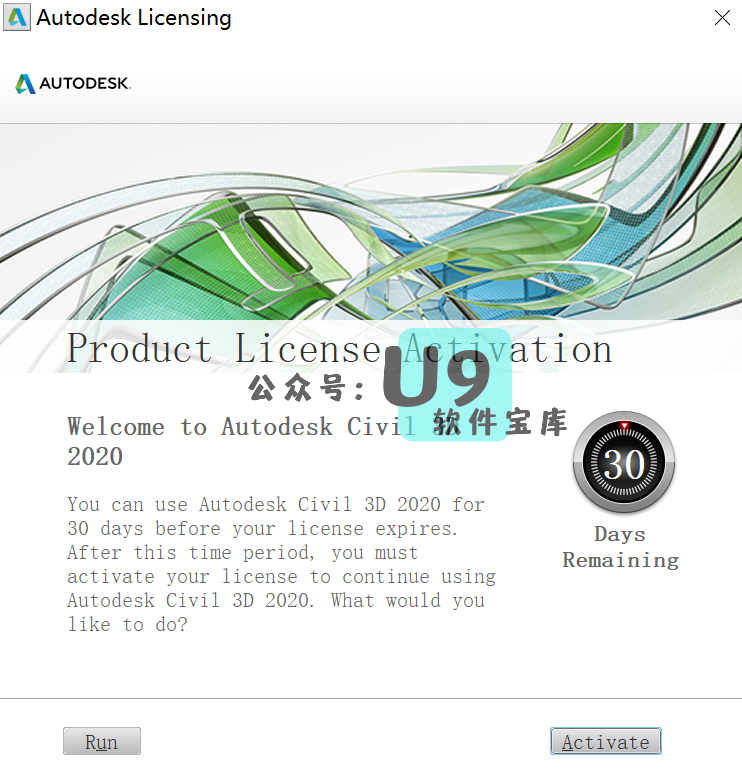 Autodesk Licensing
AUTODESK.
Product License Activation
公众号:U9
软件宝库
Welcome to Autodesk Civil 3D
2020
You can use Autodesk Civil 3D 2020 for
30 days before your license expires.
After this time period, you must
activate your license to continue using
Autodesk Civil 3D 2020. What would you
like to do?
30
Days
Remaining
Run
Activate